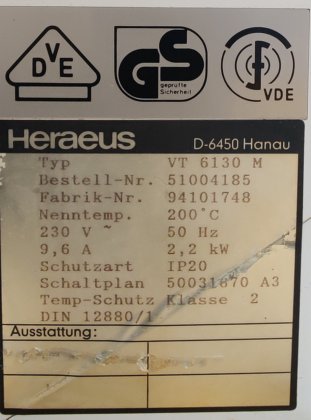 DVE
GS
geprüfte
Sicherheit
VDE
Heraeus D-6450 Hanau
Typ VT 6130 M
Bestell-Nr. 51004185
Fabrik-Nr. 94101748
Nenntemp. 200°C
230 V ~ 50 Hz
9,6 A 2,2 kW
Schutzart IP20
Schaltplan 50031670 A3
Temp-Schutz Klasse 2
DIN 12880/1
Ausstattung: